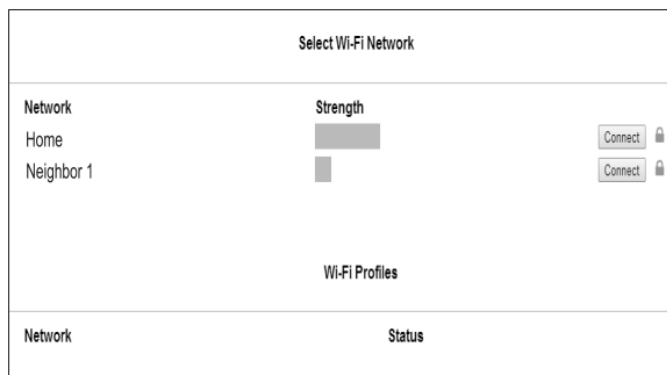 Select Wi-Fi Network
Network Strength
Home Connect
Neighbor 1 Connect
Wi-Fi Profiles
Network Status